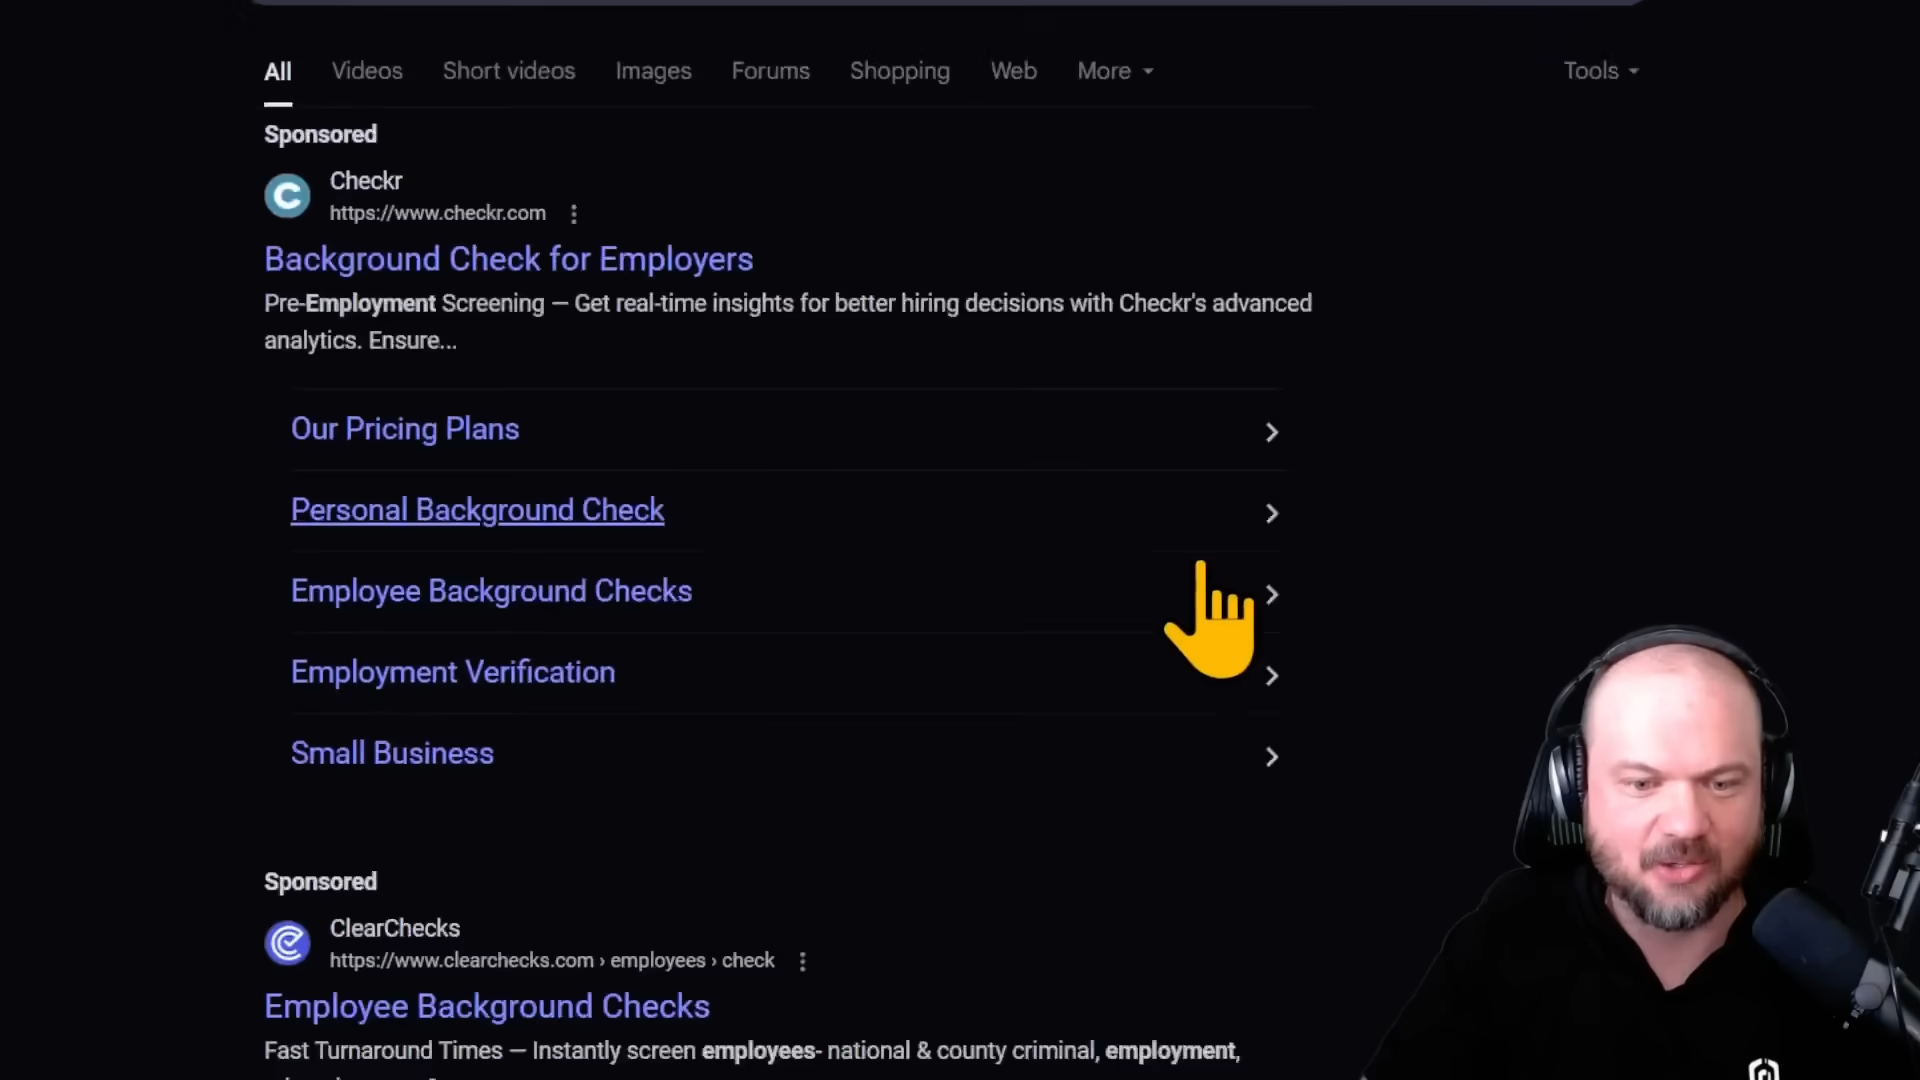 All Videos Short videos Images Forums Shopping Web More Tools
Sponsored
Checkr
https://www.checkr.com
Background Check for Employers
Pre-Employment Screening — Get real-time insights for better hiring decisions with Checkr's advanced
analytics. Ensure...
Our Pricing Plans
Personal Background Check
Employee Background Checks
Employment Verification
Small Business
Sponsored
ClearChecks
https://www.clearchecks.com › employees › check
Employee Background Checks
Fast Turnaround Times — Instantly screen employees- national & county criminal, employment,